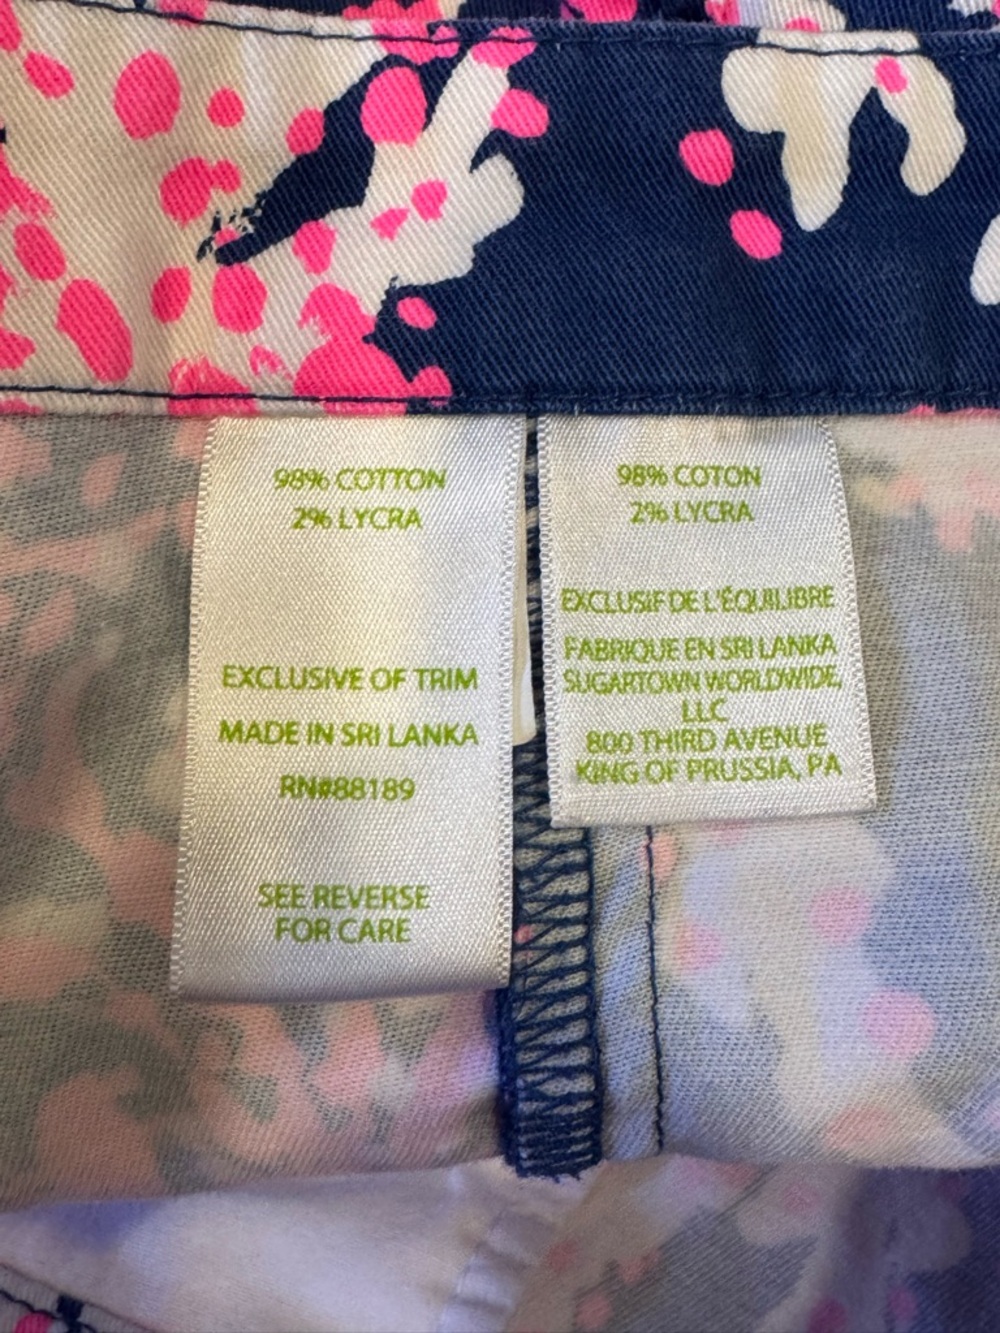 98% COTTON
2% LYCRA
EXCLUSIVE OF TRIM
MADE IN SRI LANKA
RN#88189
SEE REVERSE
FOR CARE
98% COTON
2% LYCRA
EXCLUSIF DE L'ÉQUILIBRE
FABRIQUE EN SRI LANKA
SUGARTOWN WORLDWIDE,
LLC
800 THIRD AVENUE
KING OF PRUSSIA, PA